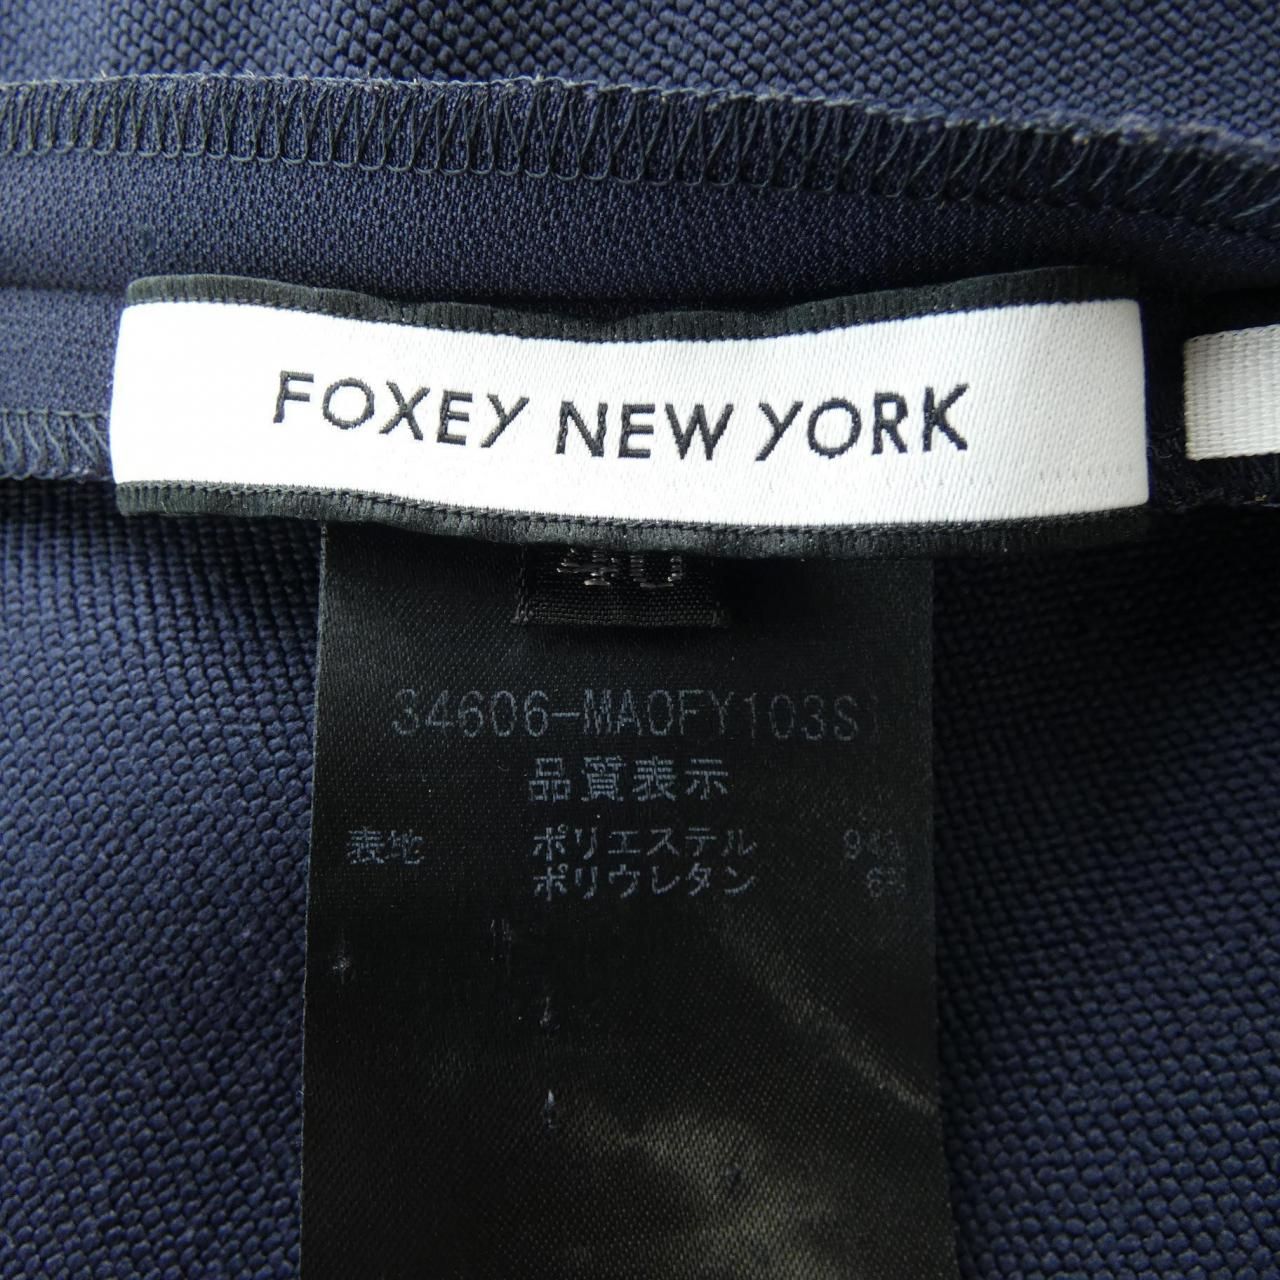 FOXEY NEW YORK
40
34606-MAOFY103S
品質表示
表地 ポリエステル
ポリウレタン